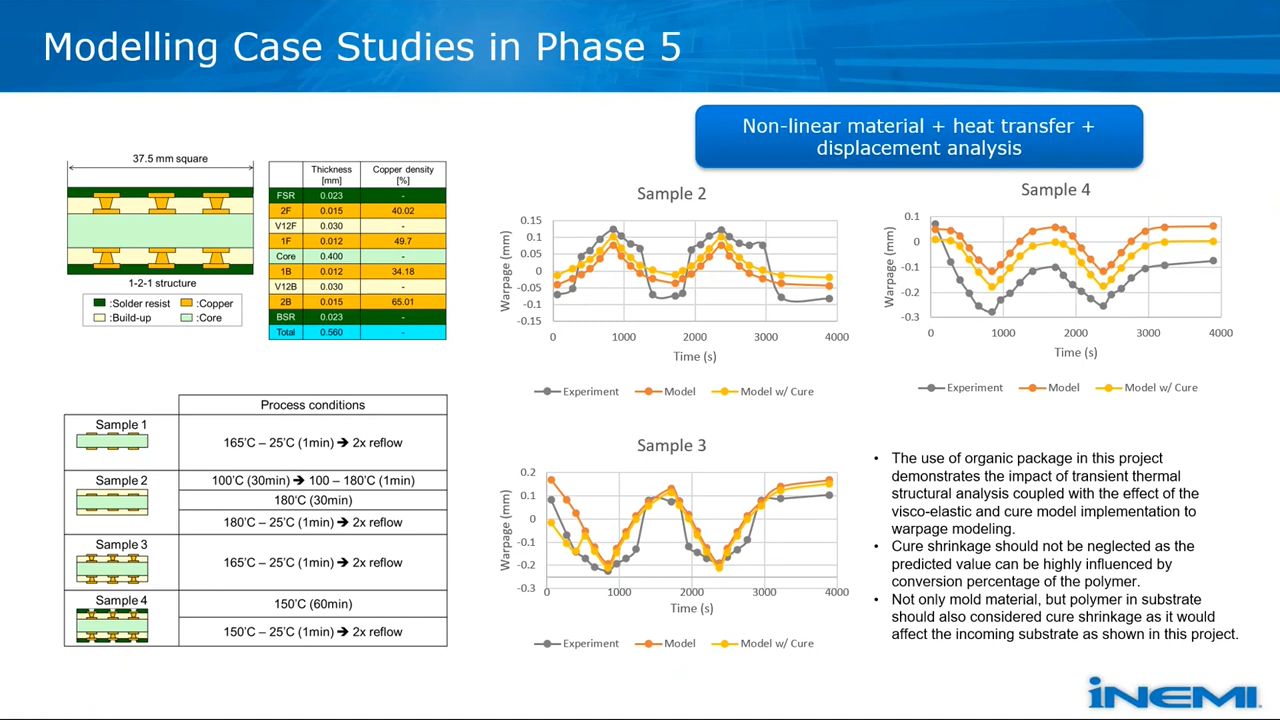 Modelling Case Studies in Phase 5
37.5 mm square
1-2-1 structure
:Solder resist :Copper
:Build-up :Core
Thickness [mm] Copper density [%]
FSR 0.023 -
2F 0.015 40.02
V12F 0.030 -
1F 0.012 49.7
Core 0.400 -
1B 0.012 34.18
V12B 0.030 -
2B 0.015 65.01
BSR 0.023 -
Total 0.560 -
Process conditions
Sample 1
165˚C – 25˚C (1min) ➔ 2x reflow
Sample 2
100˚C (30min) ➔ 100 – 180˚C (1min)
180˚C (30min)
180˚C – 25˚C (1min) ➔ 2x reflow
Sample 3
165˚C – 25˚C (1min) ➔ 2x reflow
Sample 4
150˚C (60min)
150˚C – 25˚C (1min) ➔ 2x reflow
Non-linear material + heat transfer +
displacement analysis
Sample 2
Warpage (mm)
0.15
0.1
0.05
0
-0.05
-0.1
-0.15
0 1000 2000 3000 4000
Time (s)
Experiment Model Model w/ Cure
Sample 4
Warpage (mm)
0.1
0
-0.1
-0.2
-0.3
0 1000 2000 3000 4000
Time (s)
Experiment Model Model w/ Cure
Sample 3
Warpage (mm)
0.2
0.1
0
-0.1
-0.2
-0.3
0 1000 2000 3000 4000
Time (s)
Experiment Model Model w/ Cure
• The use of organic package in this project
demonstrates the impact of transient thermal
structural analysis coupled with the effect of the
visco-elastic and cure model implementation to
warpage modeling.
• Cure shrinkage should not be neglected as the
predicted value can be highly influenced by
conversion percentage of the polymer.
• Not only mold material, but polymer in substrate
should also considered cure shrinkage as it would
affect the incoming substrate as shown in this project.
iNEMI